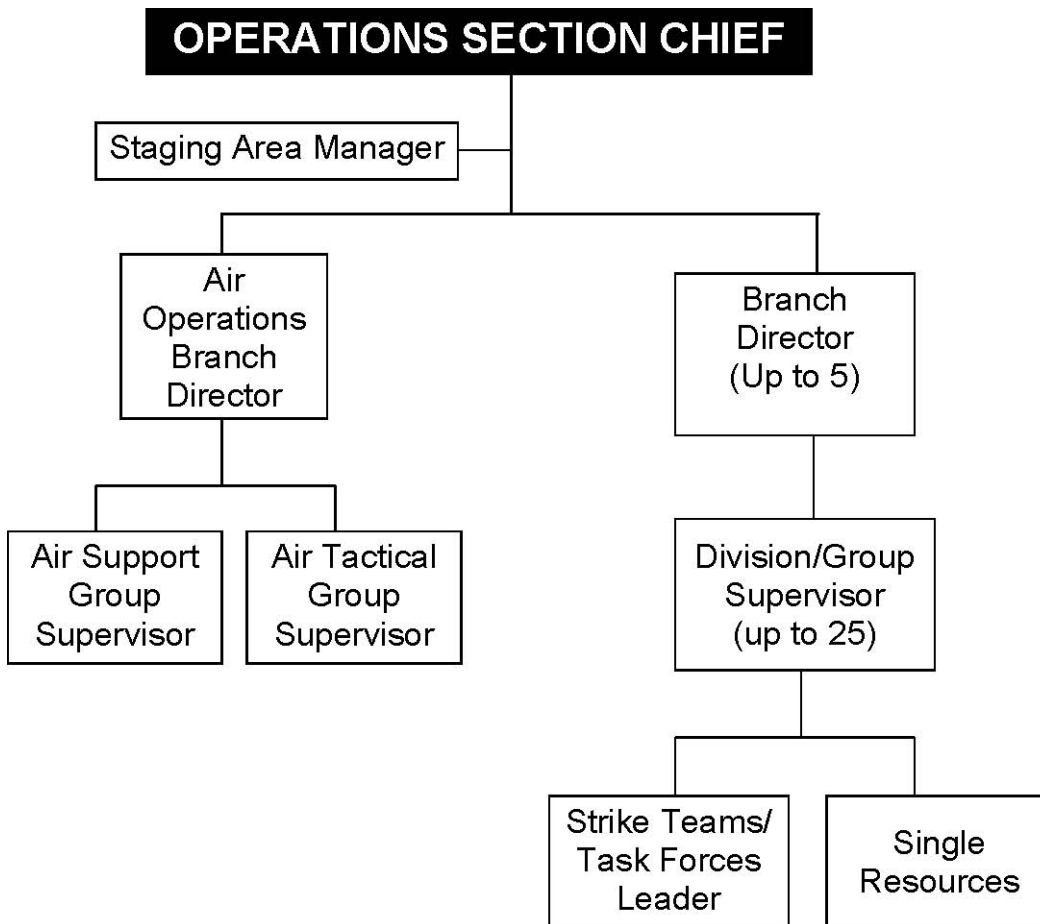 OPERATIONS SECTION CHIEF
Staging Area Manager
Air
Operations
Branch
Director
Branch
Director
(Up to 5)
Air Support
Group
Supervisor
Air Tactical
Group
Supervisor
Division/Group
Supervisor
(up to 25)
Strike Teams/
Task Forces
Leader
Single
Resources